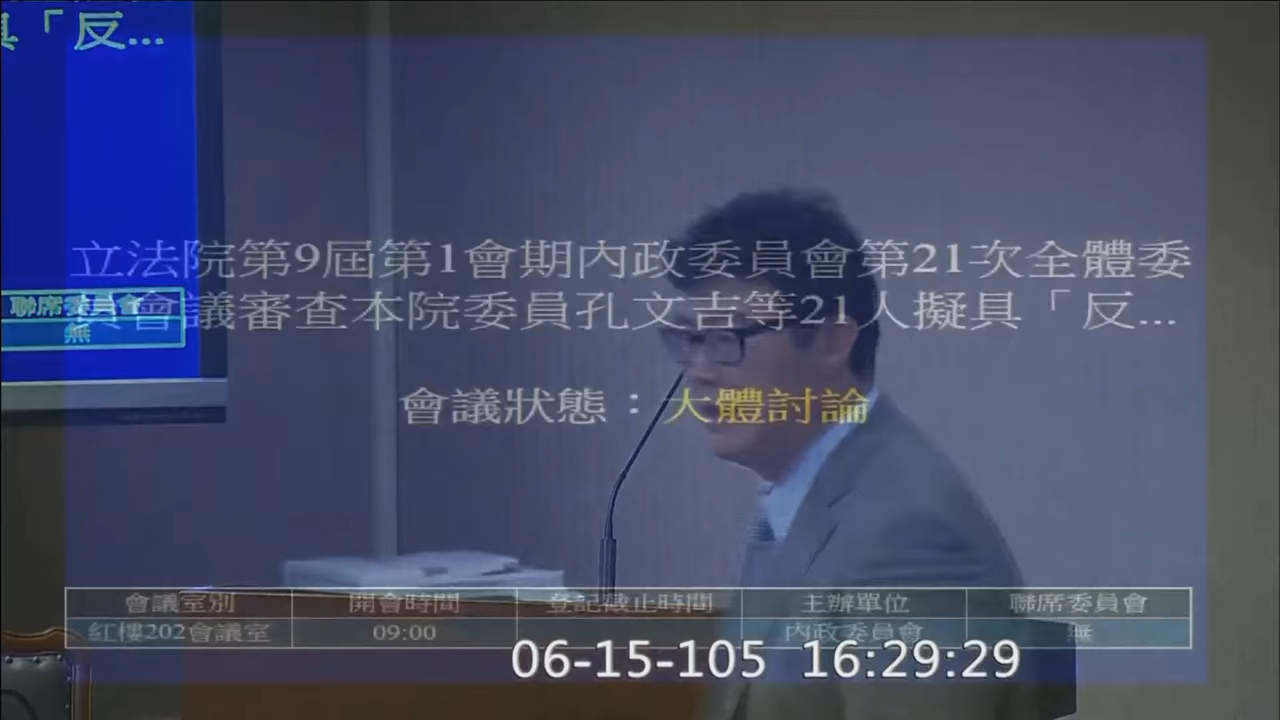 具「反...
聯席委員會
無
立法院第9屆第1會期內政委員會第21次全體委
員會議審查本院委員孔文吉等21人擬具「反...
會議狀態：大體討論
會議室別 開會時間 登記截止時間 主辦單位 聯席委員會
紅樓202會議室 09:00 內政委員會 無
06-15-105 16:29:29